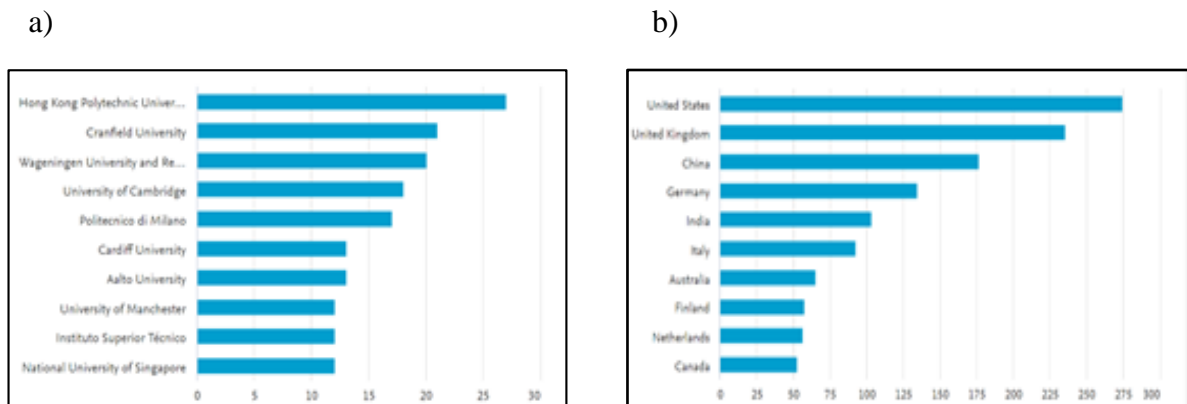 a)
b)
Hong Kong Polytechnic Univer...
Cranfield University
Wageningen University and Re...
University of Cambridge
Politecnico di Milano
Cardiff University
Aalto University
University of Manchester
Instituto Superior Técnico
National University of Singapore
0 5 10 15 20 25 30
United States
United Kingdom
China
Germany
India
Italy
Australia
Finland
Netherlands
Canada
0 25 50 75 100 125 150 175 200 225 250 275 300